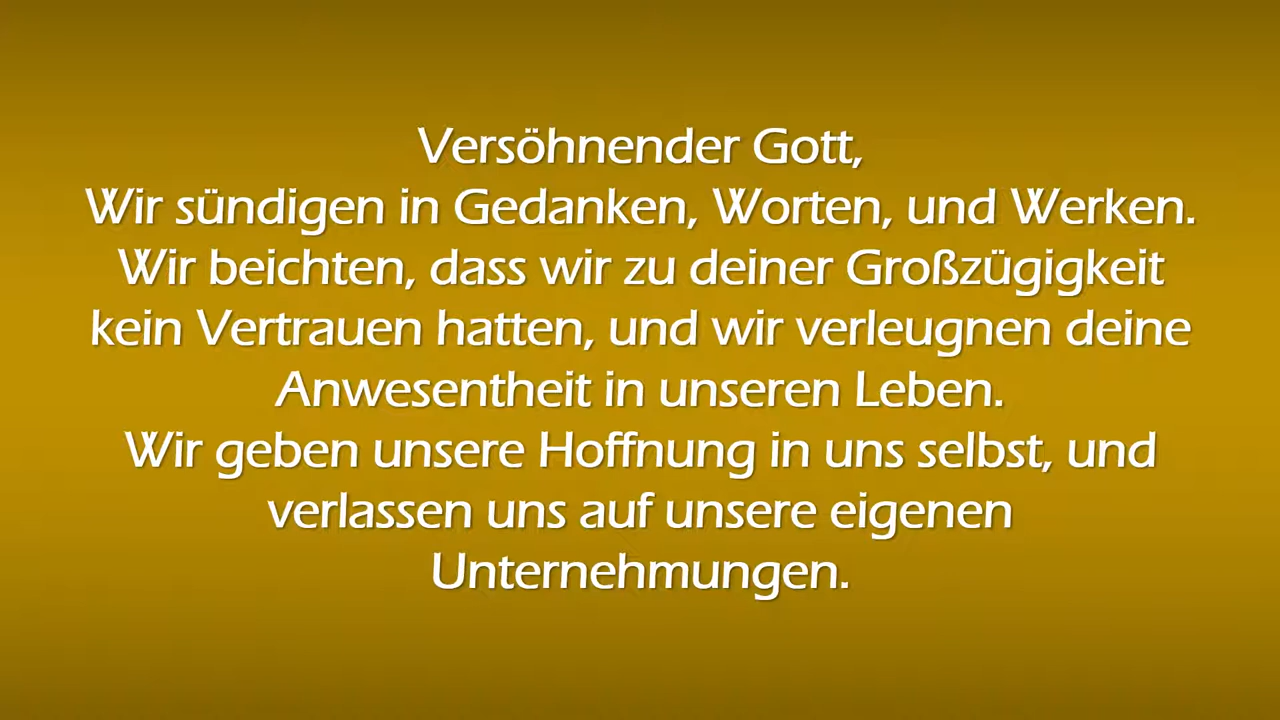 Versöhnender Gott,
Wir sündigen in Gedanken, Worten, und Werken.
Wir beichten, dass wir zu deiner Großzügigkeit
kein Vertrauen hatten, und wir verleugnen deine
Anwesentheit in unseren Leben.
Wir geben unsere Hoffnung in uns selbst, und
verlassen uns auf unsere eigenen
Unternehmungen.